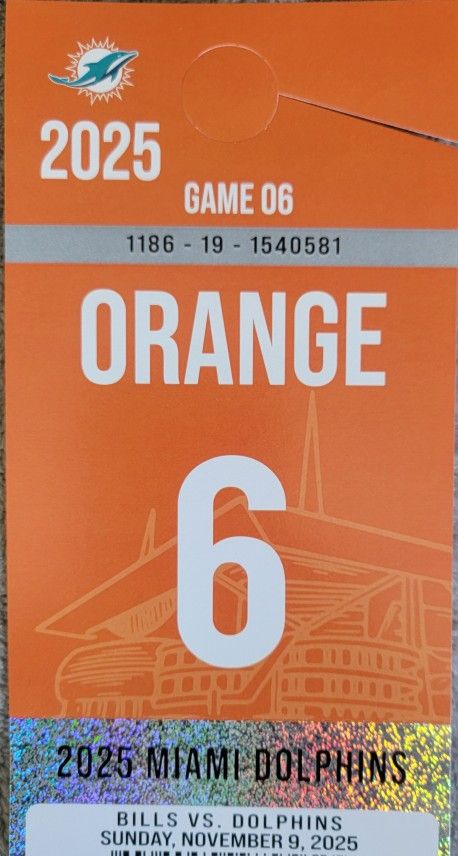 2025
GAME 06
1186 - 19 - 1540581
ORANGE
6
2025 MIAMI DOLPHINS
BILLS VS. DOLPHINS
SUNDAY, NOVEMBER 9, 2025